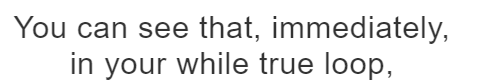 You can see that, immediately,
in your while true loop,